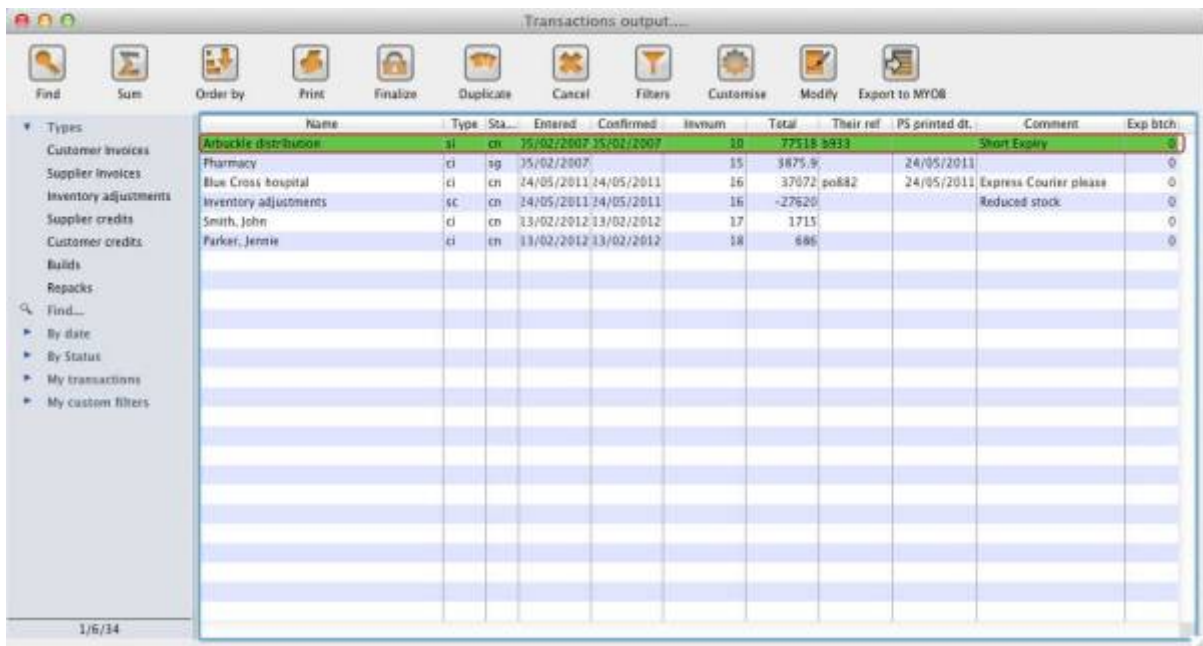 Transactions output.....
Find Sum Order by Print Finalize Duplicate Cancel Filters Customise Modify Export to MYOB
Types
Customer Invoices
Supplier Invoices
Inventory adjustments
Supplier credits
Customer credits
Builds
Repacks
Find...
By date
By Status
My transactions
My custom filters
1/6/34
Name Type Sta... Entered Confirmed Invnum Total Their ref PS printed dt. Comment Exp btch
Arbuckle distribution si cn 15/02/2007 15/02/2007 10 77518 b933 Short Expiry 0
Pharmacy ci sg 15/02/2007 15 3875.9 24/05/2011 0
Blue Cross hospital ci cn 24/05/2011 24/05/2011 16 37072 po882 24/05/2011 Express Courier please 0
Inventory adjustments sc cn 24/05/2011 24/05/2011 16 -27620 Reduced stock 0
Smith, John ci cn 13/02/2012 13/02/2012 17 1715 0
Parker, Jennie ci cn 13/02/2012 13/02/2012 18 686 0